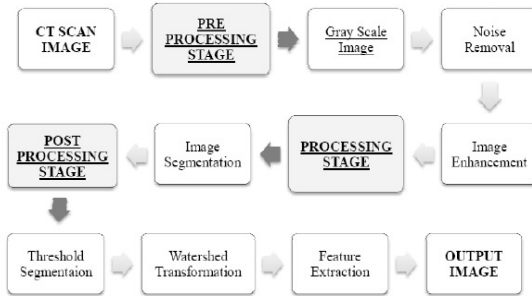 CT SCAN
IMAGE
PRE
PROCESSING
STAGE
Gray Scale
Image
Noise
Removal
POST
PROCESSING
STAGE
Image
Segmentation
PROCESSING
STAGE
Image
Enhancement
Threshold
Segmentaion
Watershed
Transformation
Feature
Extraction
OUTPUT
IMAGE